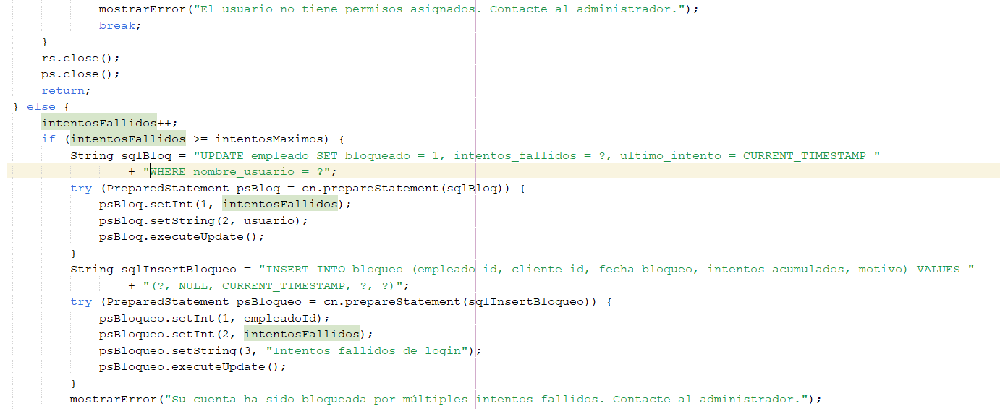 mostrarError("El usuario no tiene permisos asignados. Contacte al administrador.");
break;
}
rs.close();
ps.close();
return;
} else {
intentosFallidos++;
if (intentosFallidos >= intentosMaximos) {
String sqlBloq = "UPDATE empleado SET bloqueado = 1, intentos_fallidos = ?, ultimo_intento = CURRENT_TIMESTAMP "
+ "WHERE nombre_usuario = ?";
try (PreparedStatement psBloq = cn.prepareStatement(sqlBloq)) {
psBloq.setInt(1, intentosFallidos);
psBloq.setString(2, usuario);
psBloq.executeUpdate();
}
String sqlInsertBloqueo = "INSERT INTO bloqueo (empleado_id, cliente_id, fecha_bloqueo, intentos_acumulados, motivo) VALUES "
+ "(?, NULL, CURRENT_TIMESTAMP, ?, ?)";
try (PreparedStatement psBloqueo = cn.prepareStatement(sqlInsertBloqueo)) {
psBloqueo.setInt(1, empleadoId);
psBloqueo.setInt(2, intentosFallidos);
psBloqueo.setString(3, "Intentos fallidos de login");
psBloqueo.executeUpdate();
}
mostrarError("Su cuenta ha sido bloqueada por múltiples intentos fallidos. Contacte al administrador.");